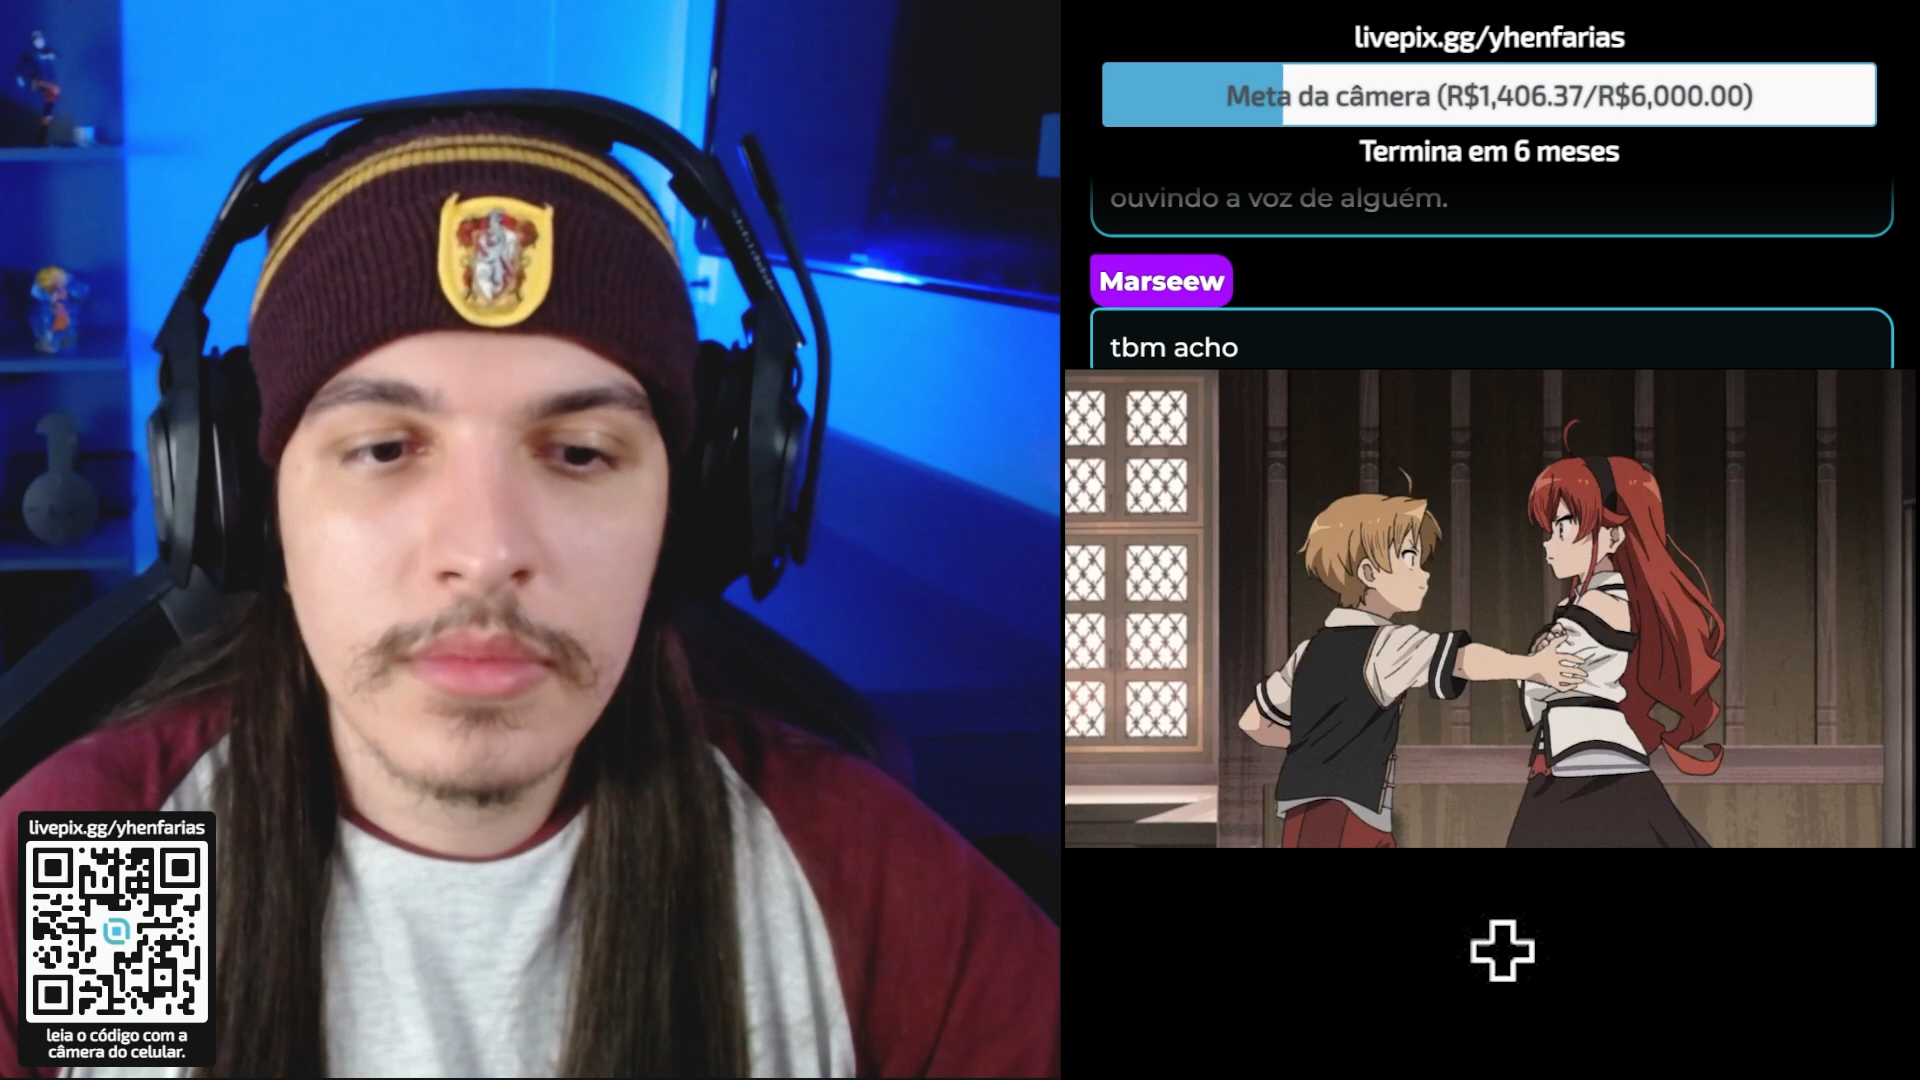 livepix.gg/yhenfarias
Meta da câmera (R$1,406.37/R$6,000.00)
Termina em 6 meses
ouvindo a voz de alguém.
Marseew
tbm acho
livepix.gg/yhenfarias
leia o código com a
câmera do celular.